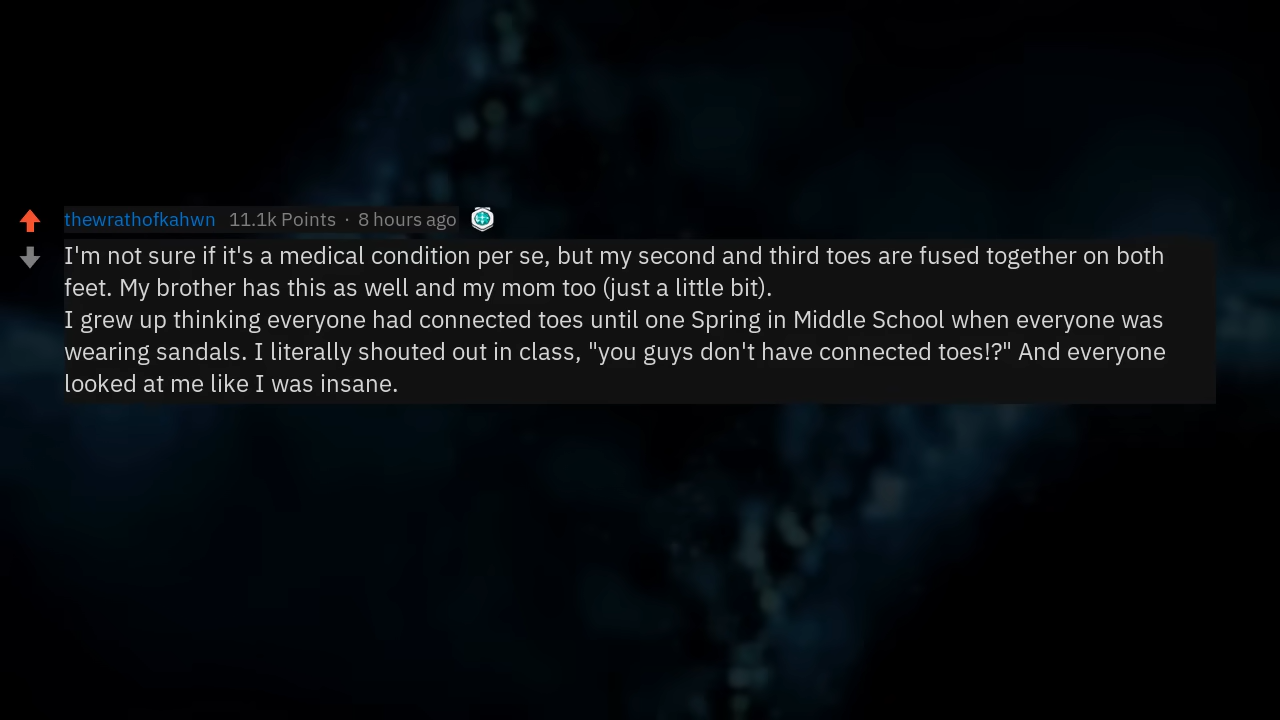 thewrathofkahwn 11.1k Points · 8 hours ago
I'm not sure if it's a medical condition per se, but my second and third toes are fused together on both
feet. My brother has this as well and my mom too (just a little bit).
I grew up thinking everyone had connected toes until one Spring in Middle School when everyone was
wearing sandals. I literally shouted out in class, "you guys don't have connected toes!?" And everyone
looked at me like I was insane.